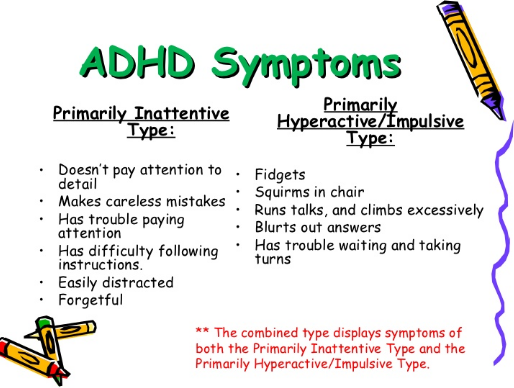 ADHD Symptoms
Primarily Inattentive
Type:
• Doesn't pay attention to
detail
• Makes careless mistakes
• Has trouble paying
attention
• Has difficulty following
instructions.
• Easily distracted
• Forgetful
Primarily
Hyperactive/Impulsive
Type:
• Fidgets
• Squirms in chair
• Runs talks, and climbs excessively
• Blurts out answers
• Has trouble waiting and taking
turns
** The combined type displays symptoms of
both the Primarily Inattentive Type and the
Primarily Hyperactive/Impulsive Type.